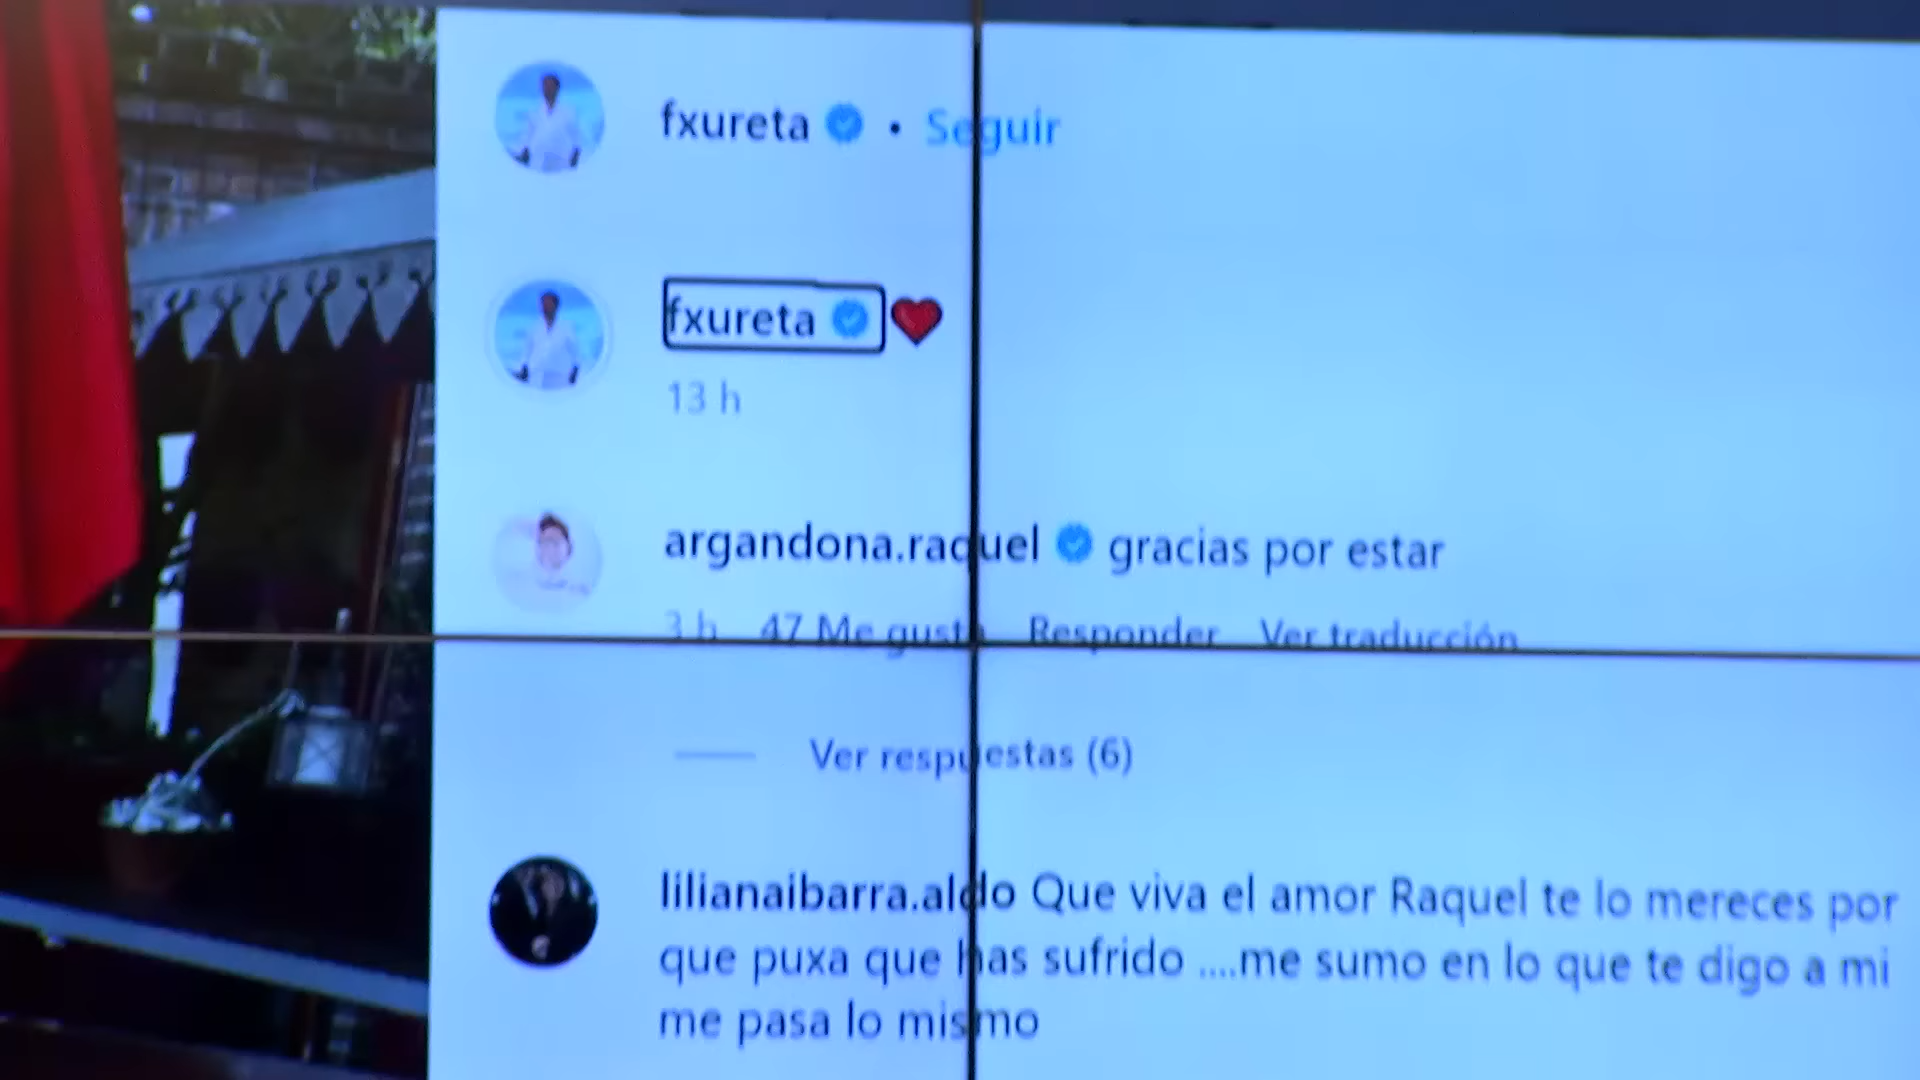 fxureta • Seguir
fxureta ❤
13 h
argandona.raquel gracias por estar
3 h 47 Me gusta Responder Ver traducción
Ver respuestas (6)
lilianaibarra.aldo Que viva el amor Raquel te lo mereces por
que puxa que has sufrido ....me sumo en lo que te digo a mi
me pasa lo mismo